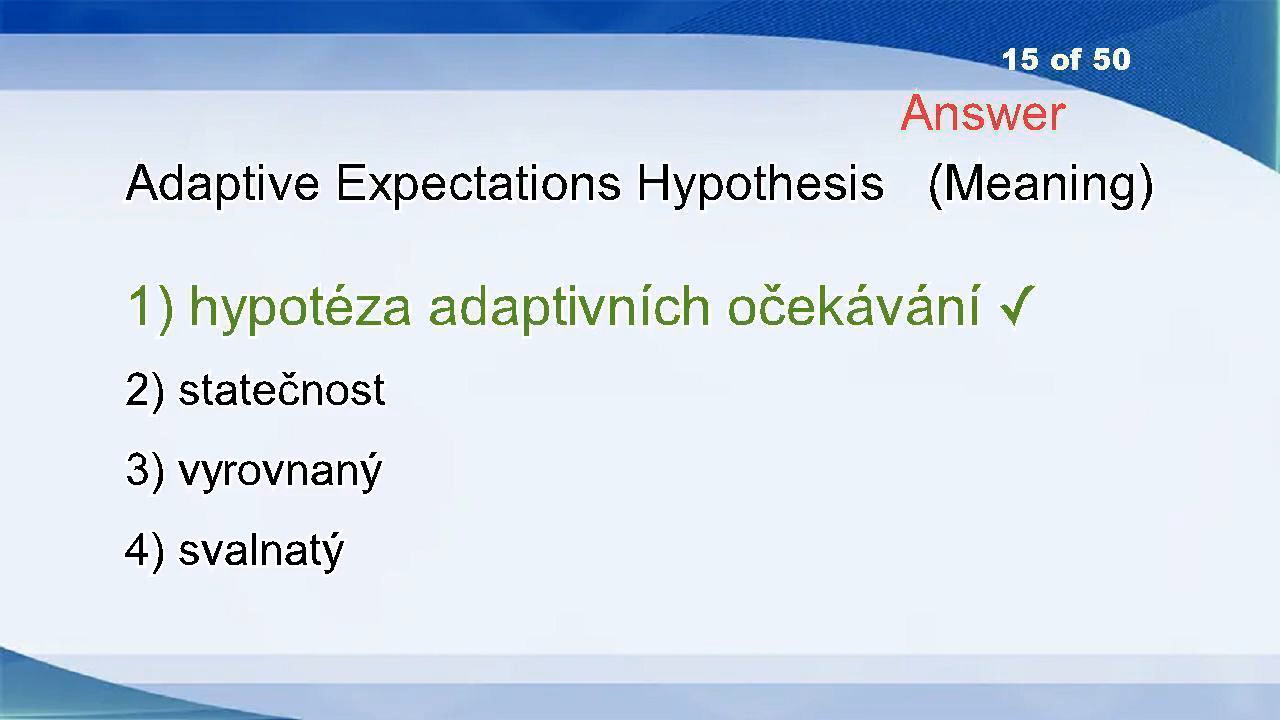 15 of 50
Answer
Adaptive Expectations Hypothesis (Meaning)
1) hypotéza adaptivních očekávání ✓
2) statečnost
3) vyrovnaný
4) svalnatý